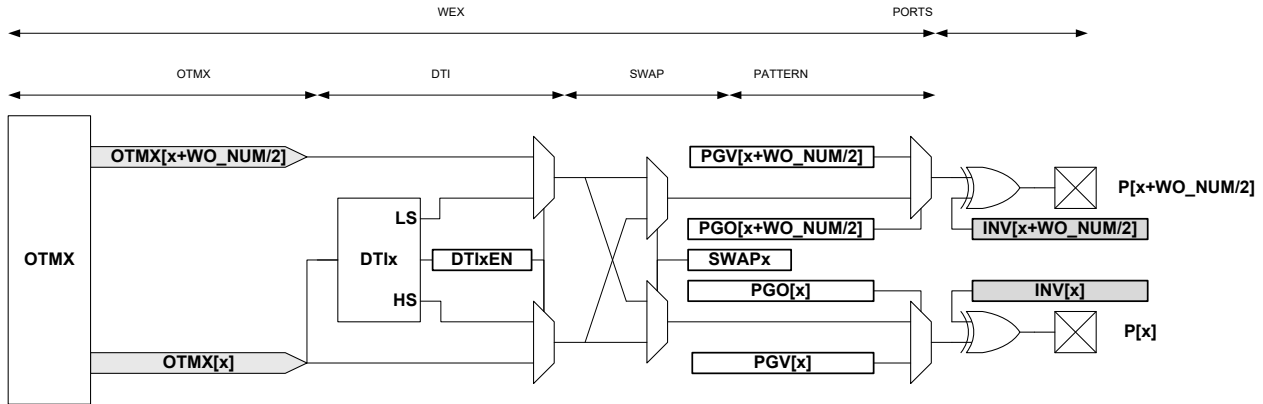 WEX PORTS
OTMX DTI SWAP PATTERN
OTMX[x+WO_NUM/2] PGV[x+WO_NUM/2]
P[x+WO_NUM/2]
LS PGO[x+WO_NUM/2] INV[x+WO_NUM/2]
OTMX DTIx DTIxEN SWAPx
HS PGO[x] INV[x]
P[x]
OTMX[x] PGV[x]